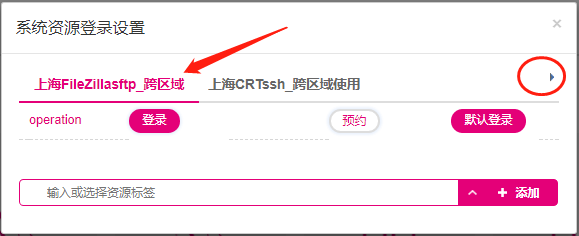 系统资源登录设置 ×
上海FileZillasftp_跨区域 上海CRTssh_跨区域使用
operation 登录 预约 默认登录
输入或选择资源标签 + 添加